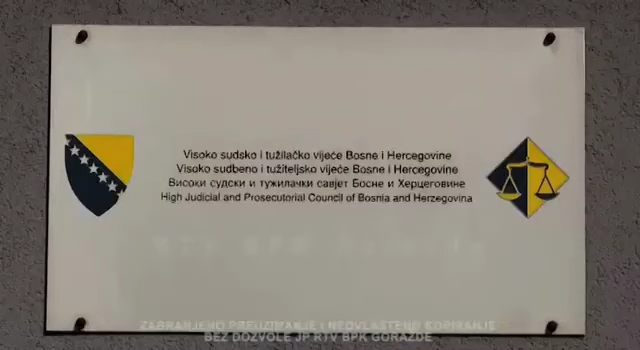 Visoko sudsko i tužilačko vijeće Bosne i Hercegovine
Visoko sudbeno i tužiteljsko vijeće Bosne i Hercegovine
Високи судски и тужилачки савјет Босне и Херцеговине
High Judicial and Prosecutorial Council of Bosnia and Herzegovina
ZABRANJENO PREUZIMANJE I NEOVLAŠTENO KOPIRANJE
BEZ DOZVOLE JP RTV BPK GORAŽDE